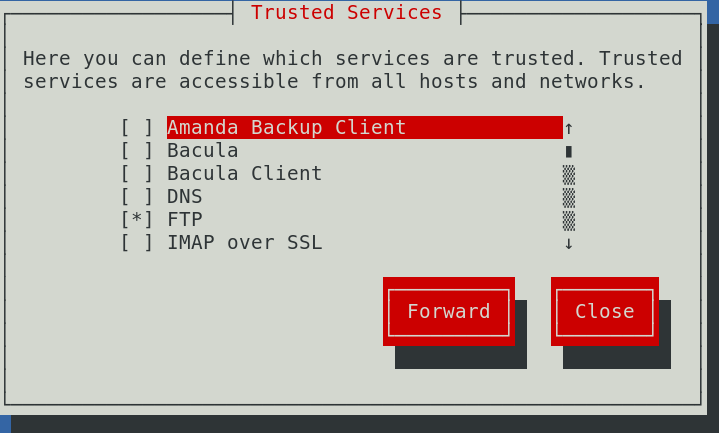 Trusted Services
Here you can define which services are trusted. Trusted
services are accessible from all hosts and networks.
[ ] Amanda Backup Client ↑
[ ] Bacula
[ ] Bacula Client
[ ] DNS
[*] FTP
[ ] IMAP over SSL ↓
Forward Close